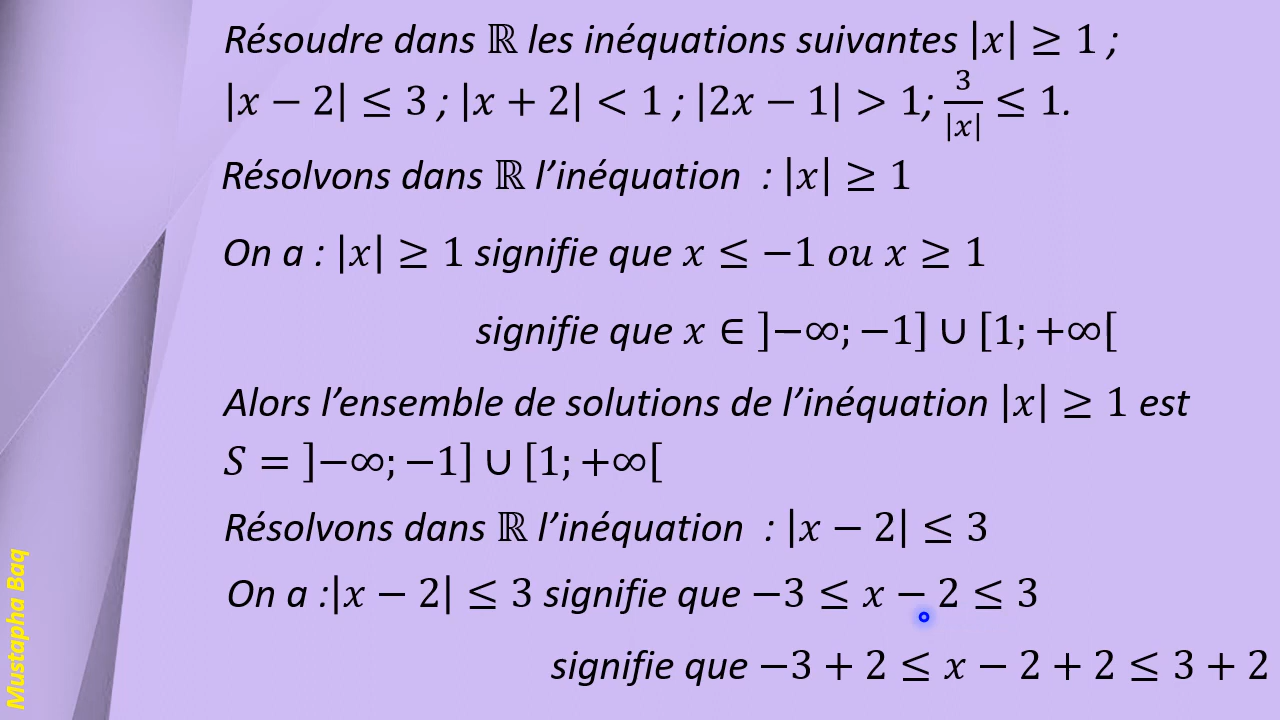 Résoudre dans ℝ les inéquations suivantes |x| ≥ 1 ;
|x − 2| ≤ 3 ; |x + 2| < 1 ; |2x − 1| > 1; 3/|x| ≤ 1.
Résolvons dans ℝ l’inéquation : |x| ≥ 1
On a : |x| ≥ 1 signifie que x ≤ −1 ou x ≥ 1
signifie que x ∈ ]−∞; −1] ∪ [1; +∞[
Alors l’ensemble de solutions de l’inéquation |x| ≥ 1 est
S = ]−∞; −1] ∪ [1; +∞[
Résolvons dans ℝ l’inéquation : |x − 2| ≤ 3
On a :|x − 2| ≤ 3 signifie que −3 ≤ x − 2 ≤ 3
signifie que −3 + 2 ≤ x − 2 + 2 ≤ 3 + 2
Mustapha Baq